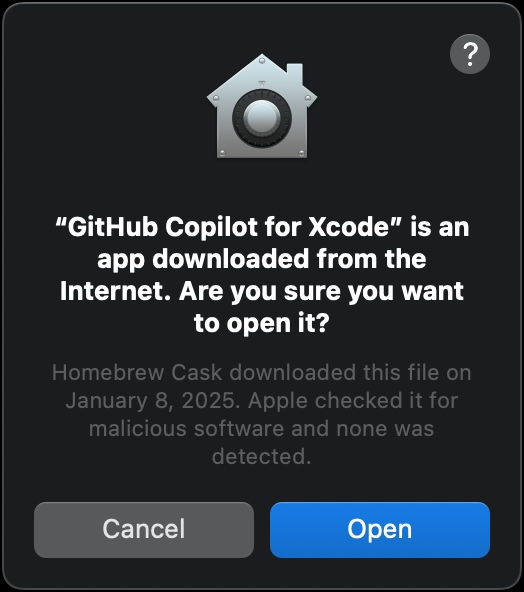 ?
“GitHub Copilot for Xcode” is an
app downloaded from the
Internet. Are you sure you want
to open it?
Homebrew Cask downloaded this file on
January 8, 2025. Apple checked it for
malicious software and none was
detected.
Cancel
Open